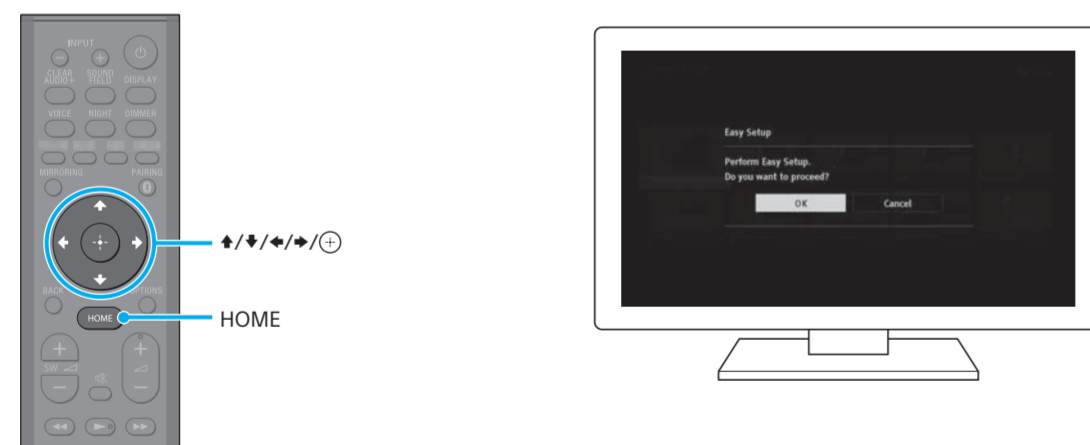 INPUT
CLEAR AUDIO+
SOUND FIELD
DISPLAY
VOICE
NIGHT
DIMMER
MIRRORING
PAIRING
BACK
HOME
SW
↑/↓/←/→/
HOME
Easy Setup
Perform Easy Setup.
Do you want to proceed?
OK
Cancel